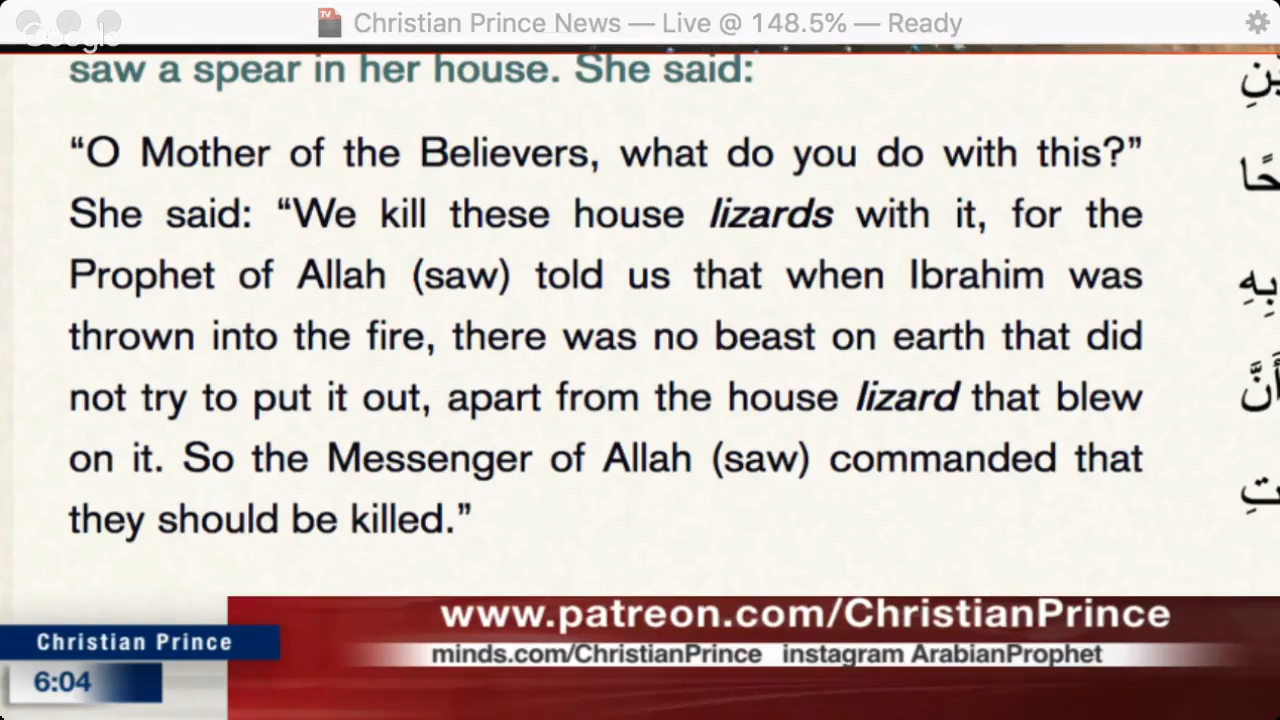 Christian Prince News — Live @ 148.5% — Ready
Google
saw a spear in her house. She said:
“O Mother of the Believers, what do you do with this?”
She said: “We kill these house lizards with it, for the
Prophet of Allah (saw) told us that when Ibrahim was
thrown into the fire, there was no beast on earth that did
not try to put it out, apart from the house lizard that blew
on it. So the Messenger of Allah (saw) commanded that
they should be killed.”
حًا
بِهِ
أَنَّ
www.patreon.com/ChristianPrince
Christian Prince
minds.com/ChristianPrince instagram ArabianProphet
6:04